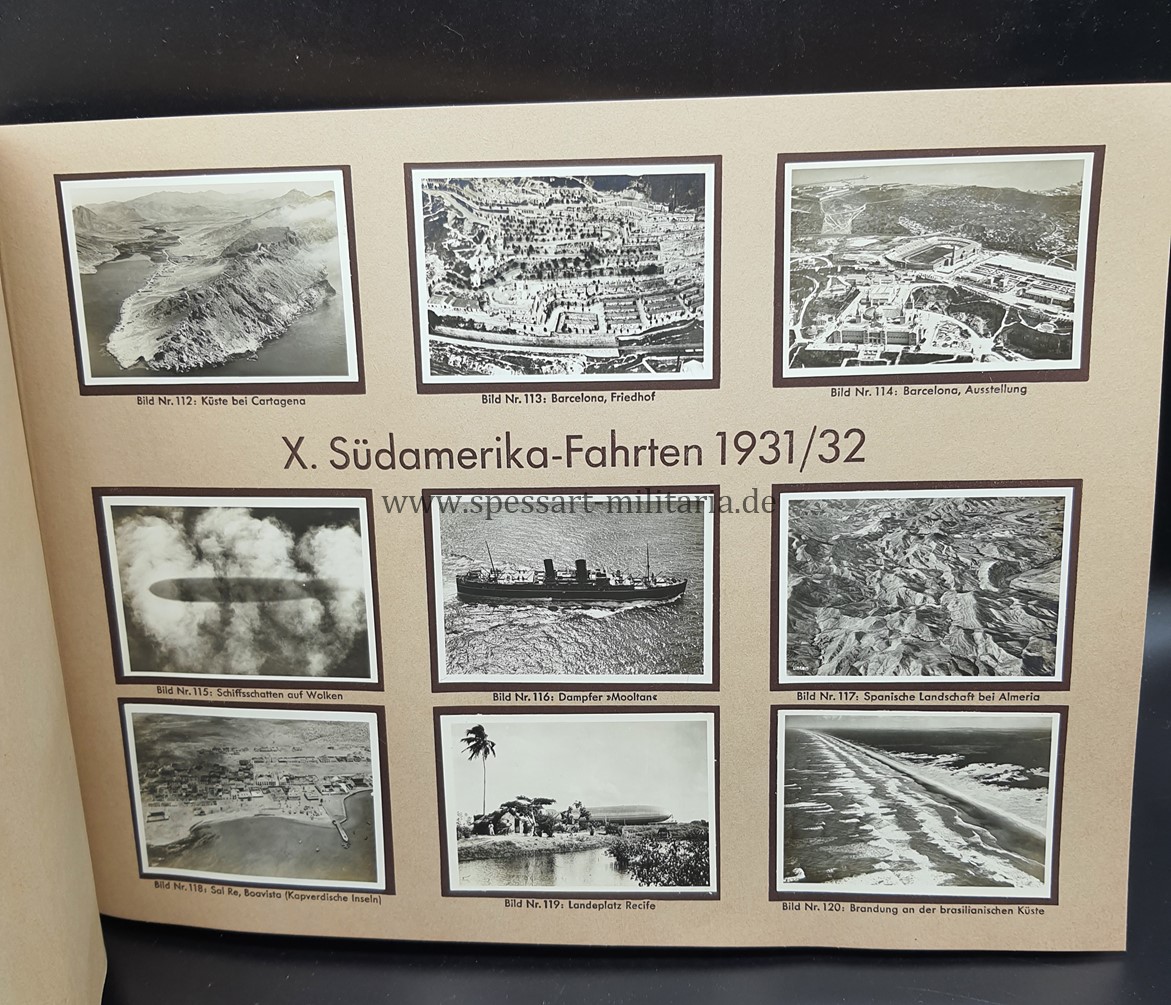 Bild Nr. 112: Küste bei Cartagena
Bild Nr. 113: Barcelona, Friedhof
Bild Nr. 114: Barcelona, Ausstellung
X. Südamerika-Fahrten 1931/32
www.spessart-militaria.de
Bild Nr. 115: Schiffsschatten auf Wolken
Bild Nr. 116: Dampfer »Mooltan«
Bild Nr. 117: Spanische Landschaft bei Almeria
Bild Nr. 118: Sal Re, Boavista (Kapverdische Inseln)
Bild Nr. 119: Landeplatz Recife
Bild Nr. 120: Brandung an der brasilianischen Küste